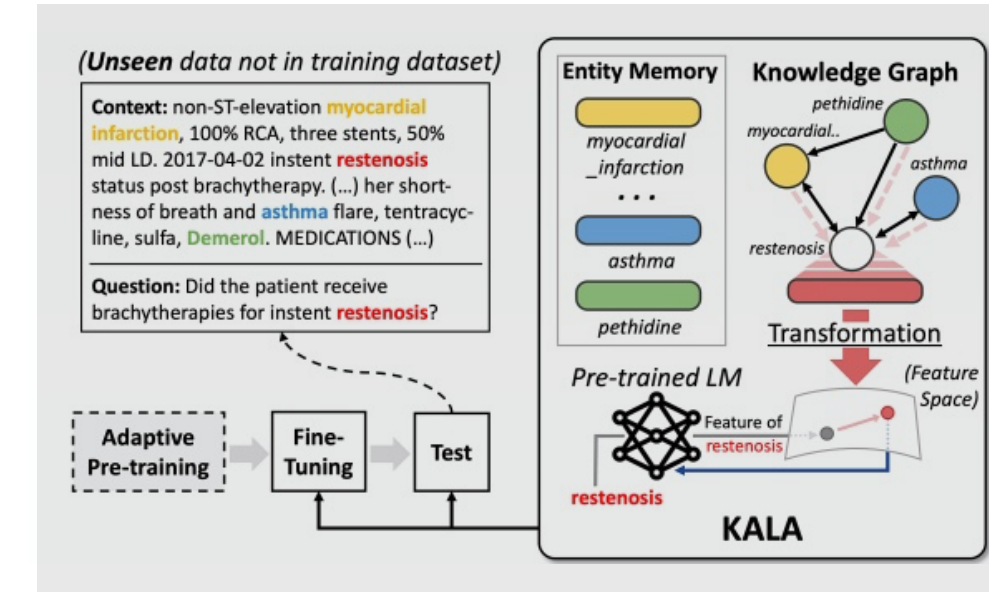 (Unseen data not in training dataset)
Context: non-ST-elevation myocardial
infarction, 100% RCA, three stents, 50%
mid LD. 2017-04-02 instent restenosis
status post brachytherapy. (...) her short-
ness of breath and asthma flare, tentracyc-
line, sulfa, Demerol. MEDICATIONS (...)
Question: Did the patient receive
brachytherapies for instent restenosis?
Adaptive
Pre-training
Fine-
Tuning
Test
Entity Memory
myocardial
_infarction
...
asthma
pethidine
Knowledge Graph
pethidine
myocardial..
asthma
restenosis
Transformation
(Feature
Space)
Pre-trained LM
Feature of
restenosis
restenosis
KALA